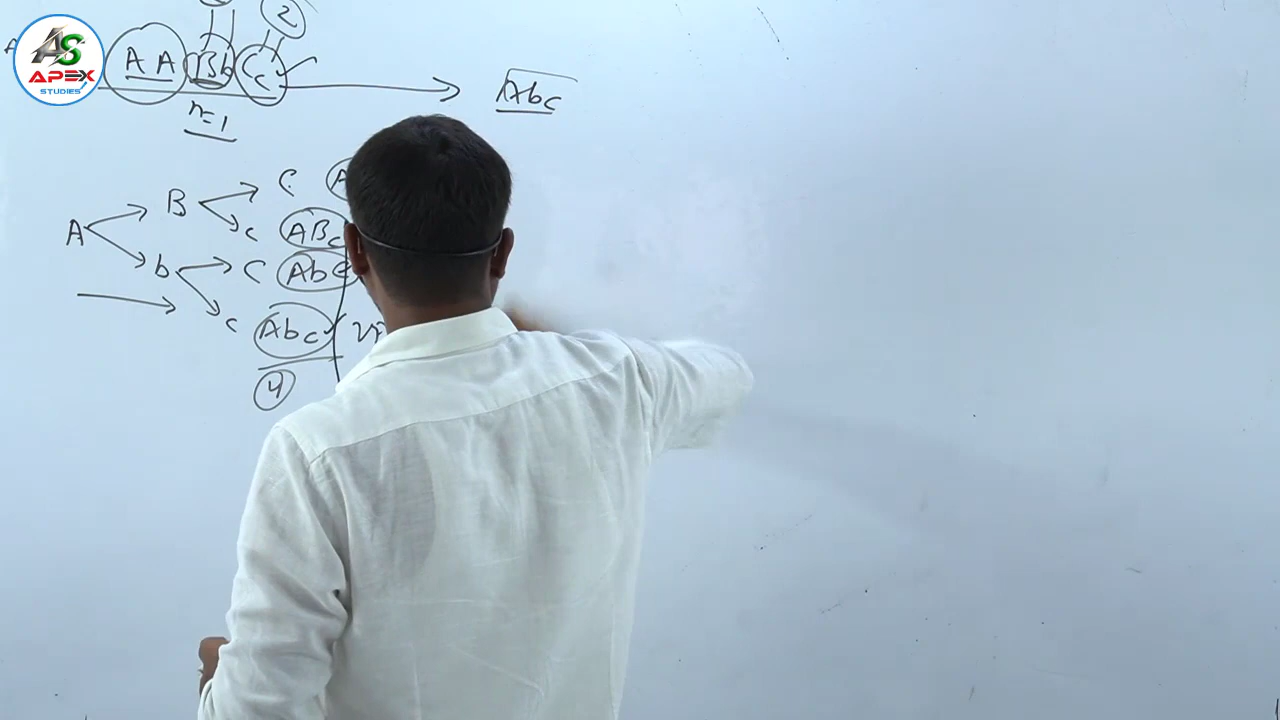 2
AS
APEX
STUDIES
A A Bb Cc Abc
n=1
B C A
A c ABc
b C AbC
c Abc
4